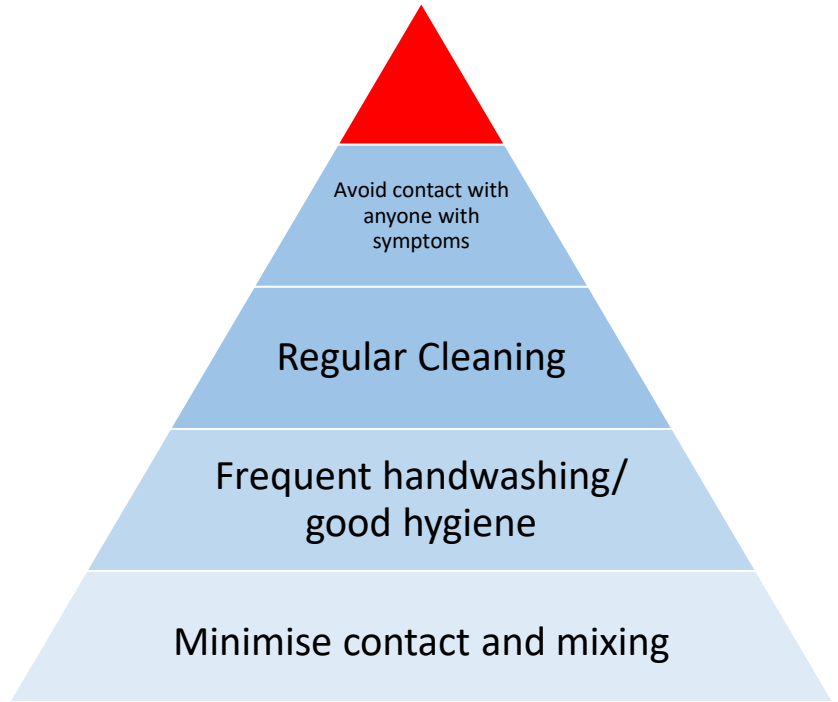 Avoid contact with
anyone with
symptoms
Regular Cleaning
Frequent handwashing/
good hygiene
Minimise contact and mixing